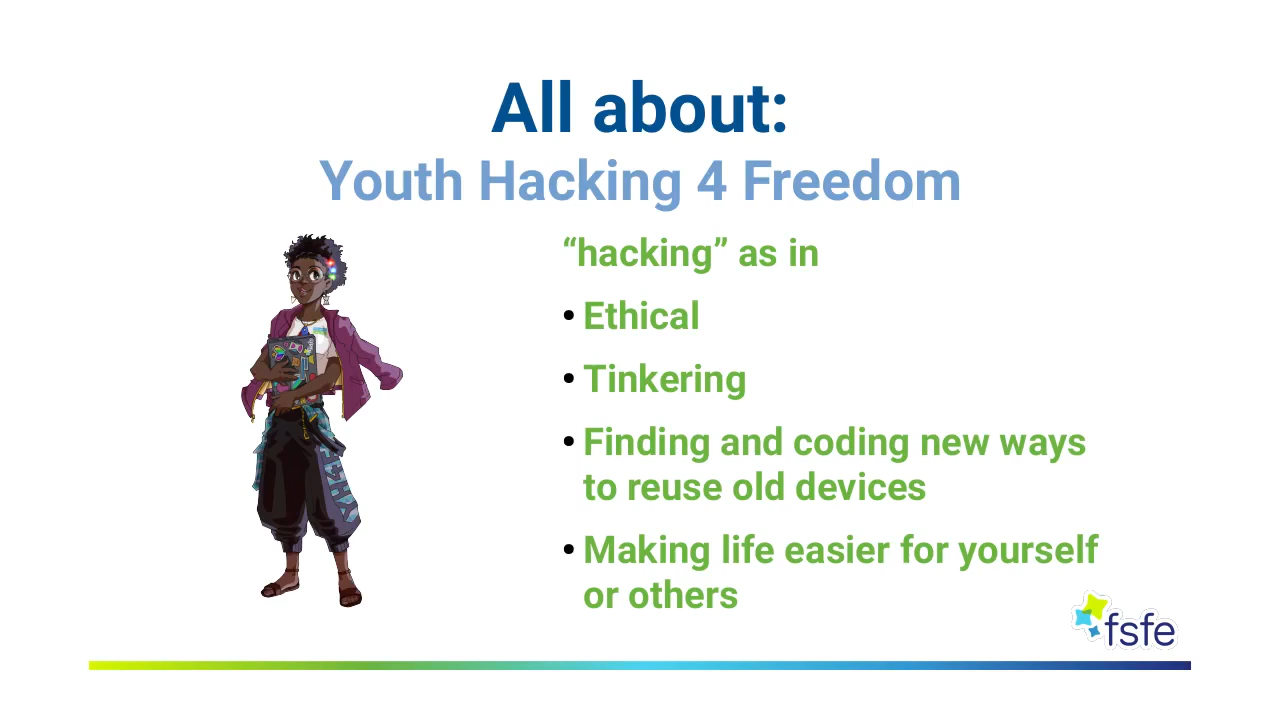 All about:
Youth Hacking 4 Freedom
“hacking” as in
• Ethical
• Tinkering
• Finding and coding new ways
to reuse old devices
• Making life easier for yourself
or others
fsfe
YH4F